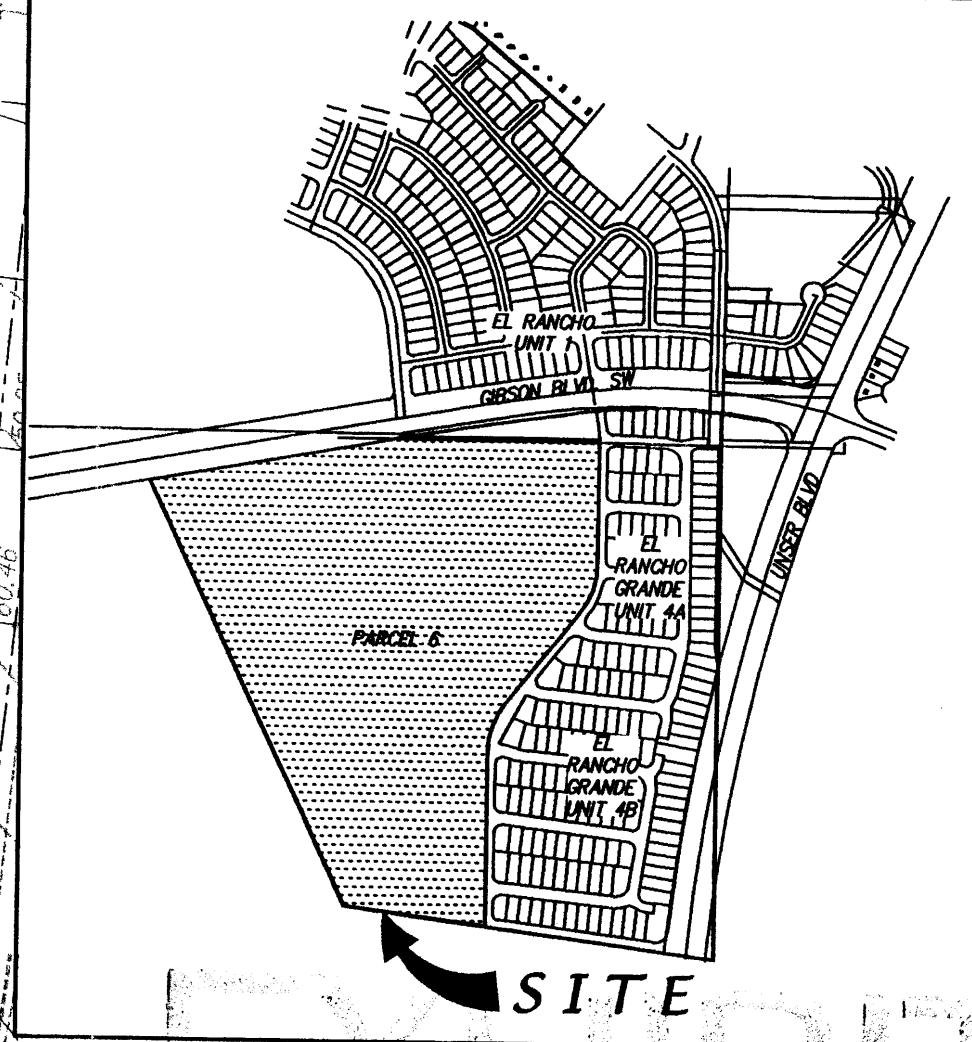 EL RANCHO
UNIT 1
GIBSON BLVD. SW
UNSER BLVD
EL
RANCHO
GRANDE
UNIT 4A
PARCEL 6
EL
RANCHO
GRANDE
UNIT 4B
SITE